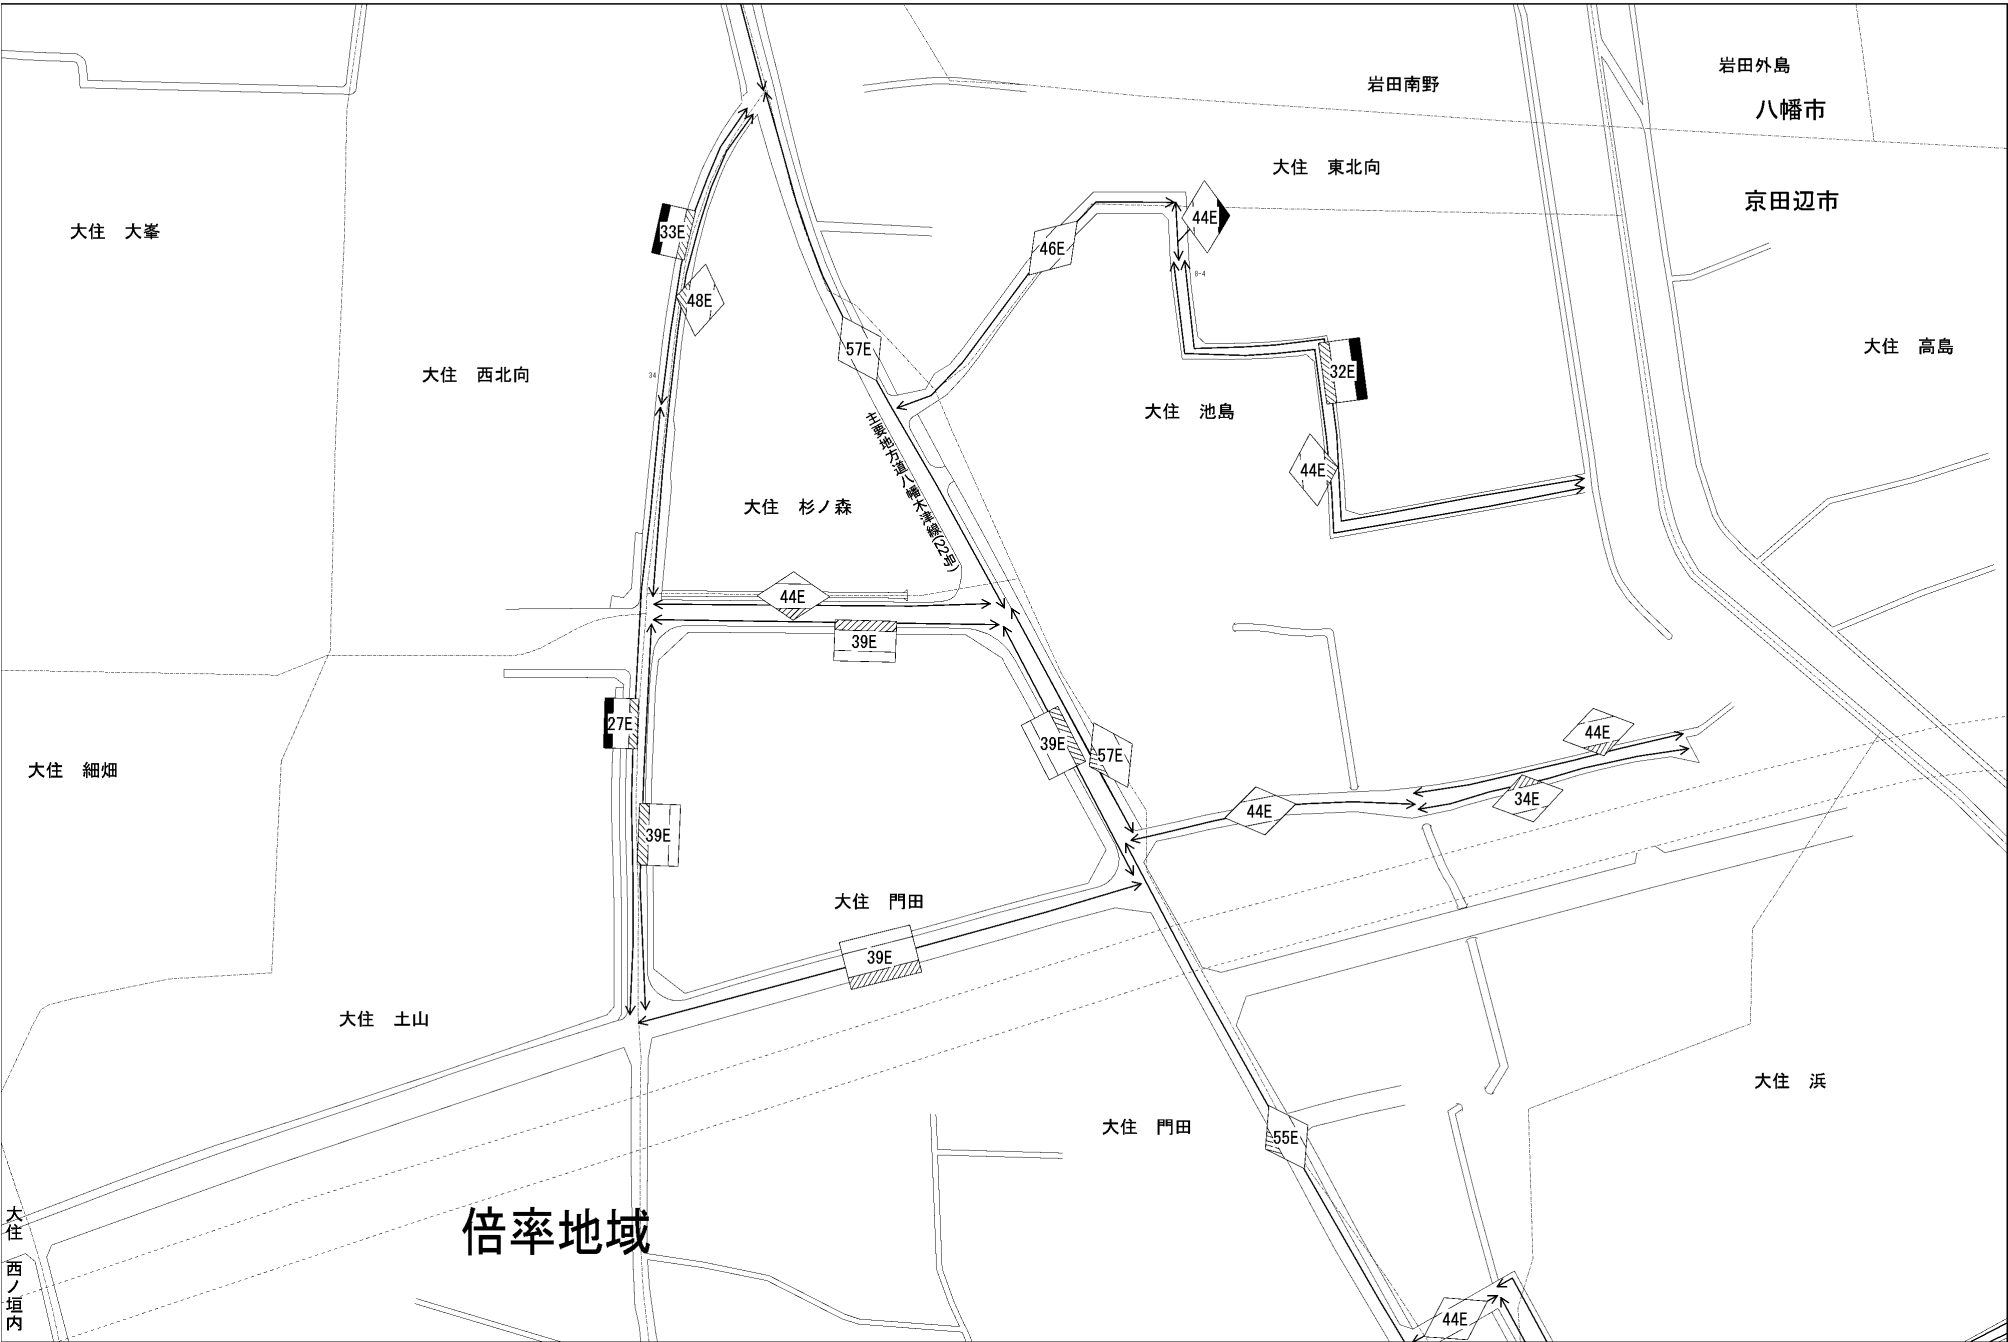 岩田外島
岩田南野
八幡市
大住　東北向
京田辺市
44E
大住　大峯
33E
46E
8-4
48E
57E
大住　高島
32E
34
大住　西北向
大住　池島
主要地方道八幡木津線(22号)
44E
大住　杉ノ森
44E
39E
27E
44E
39E
57E
大住　細畑
34E
44E
39E
大住　門田
39E
大住　土山
大住　浜
大住　門田
55E
倍率地域
大住　西ノ垣内
44E